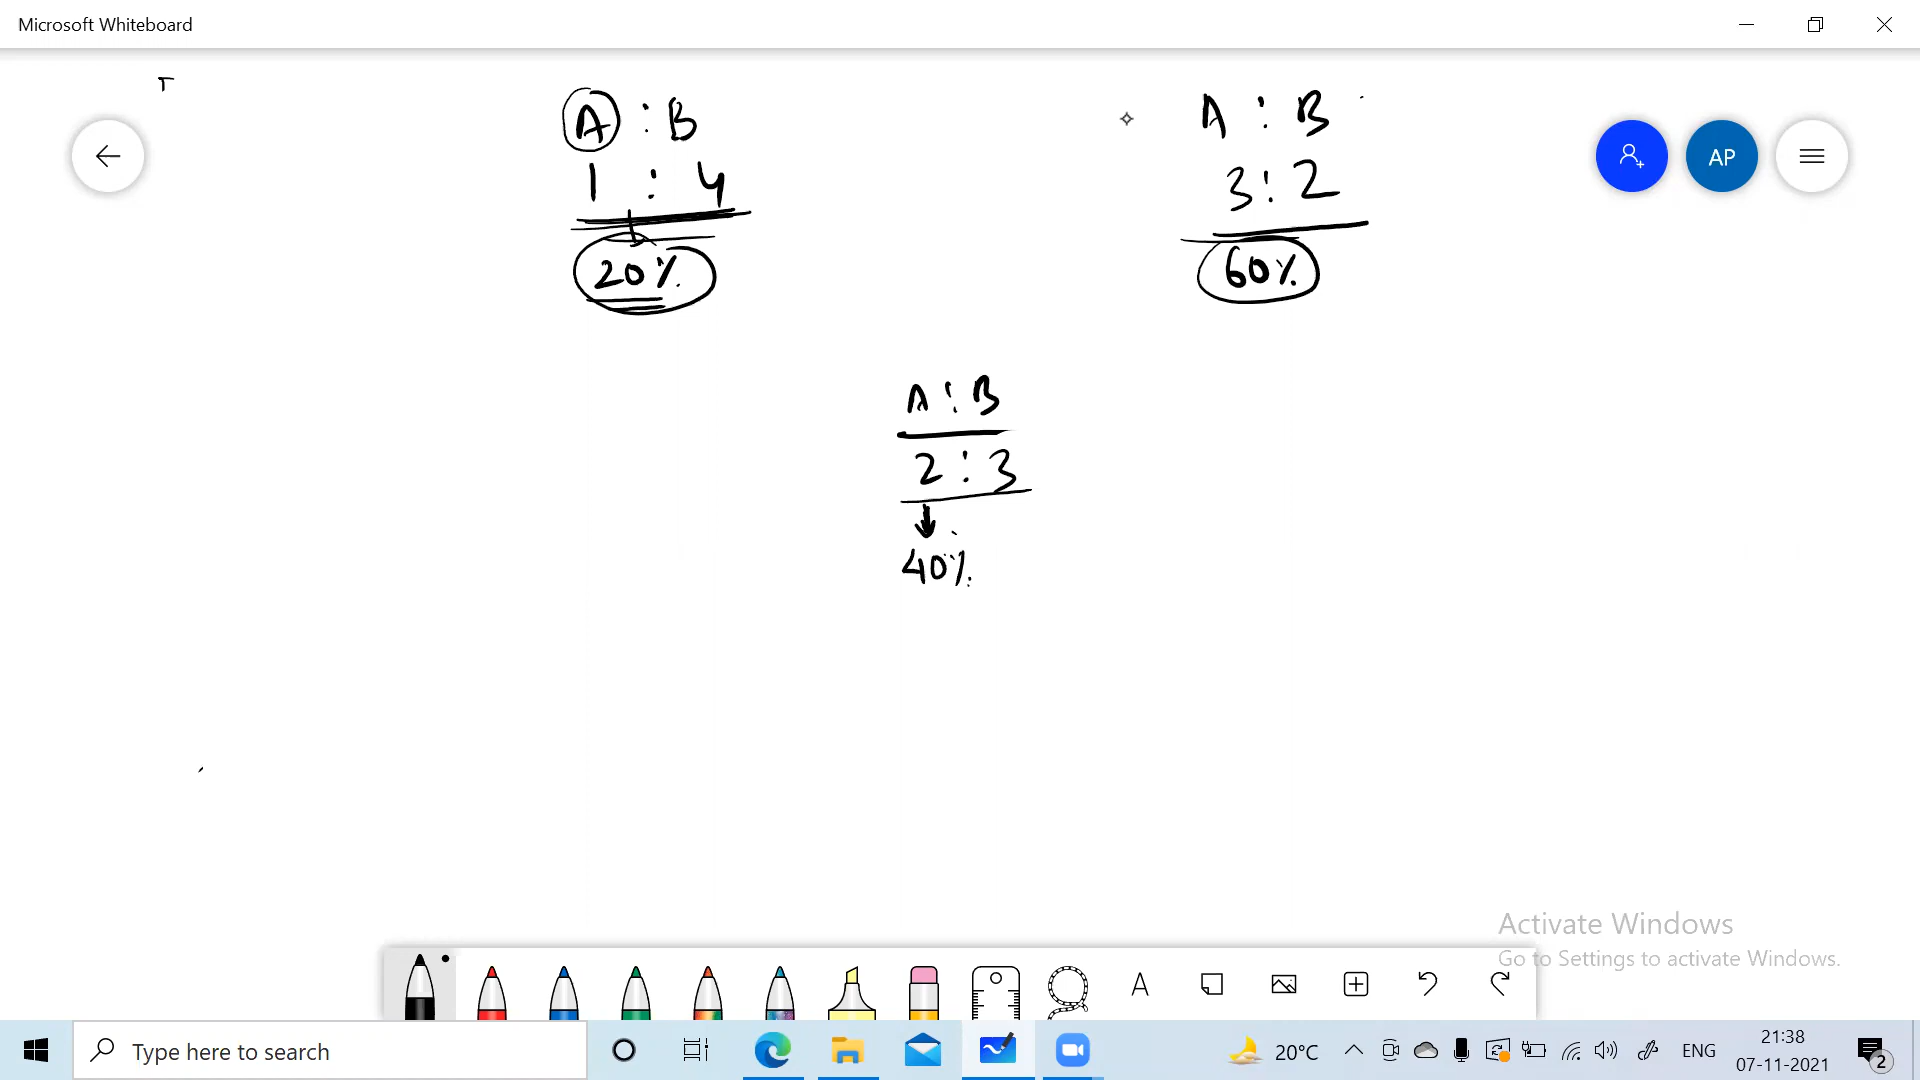 Microsoft Whiteboard
A : B
1 : 4
20%
A : B
3 : 2
60%
AP
A : B
2 : 3
40%
Activate Windows
Go to Settings to activate Windows.
Type here to search
20°C
ENG
21:38
07-11-2021
2